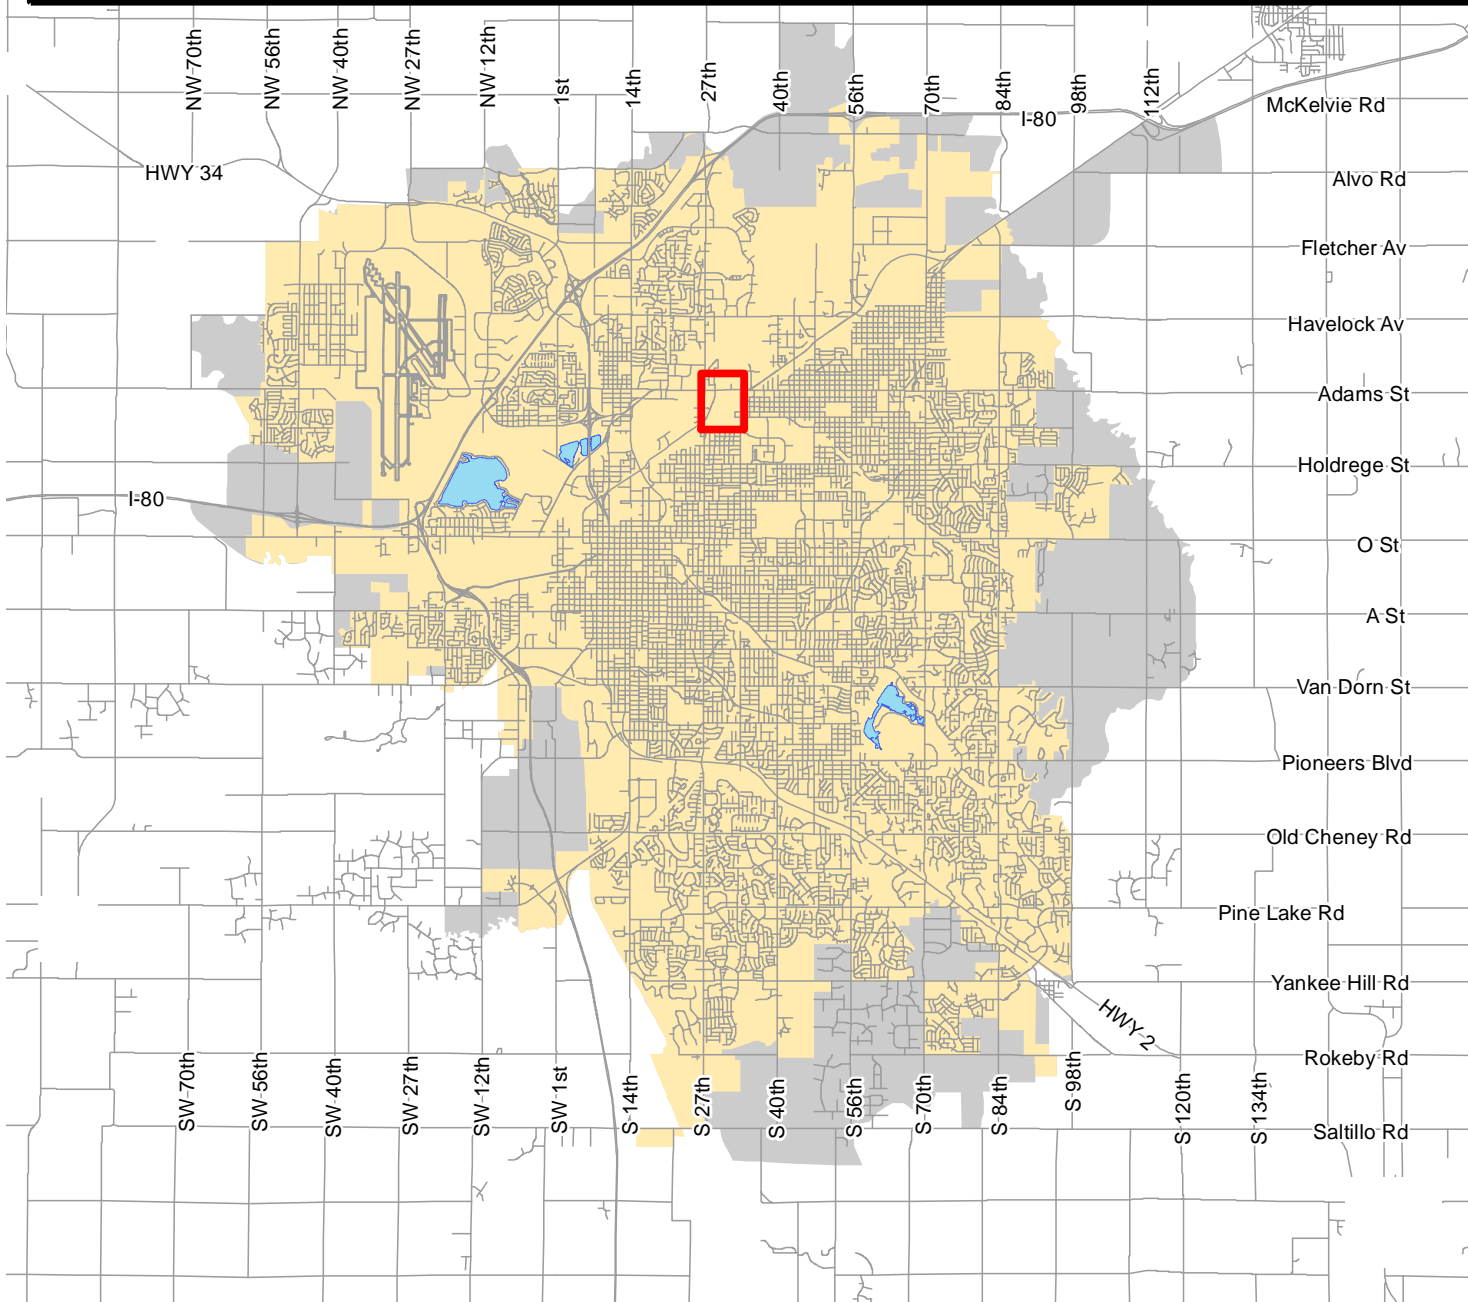 NW 70th
NW 56th
NW 40th
NW 27th
NW 12th
1st
14th
27th
40th
56th
70th
84th
98th
112th
McKelvie Rd
I-80
HWY 34
Alvo Rd
Fletcher Av
Havelock Av
Adams St
Holdrege St
I-80
O St
A St
Van Dorn St
Pioneers Blvd
Old Cheney Rd
Pine Lake Rd
Yankee Hill Rd
HWY 2
Rokeby Rd
SW 70th
SW 56th
SW 40th
SW 27th
SW 12th
SW 1st
S 14th
S 27th
S 40th
S 56th
S 70th
S 84th
S 98th
S 120th
S 134th
Saltillo Rd